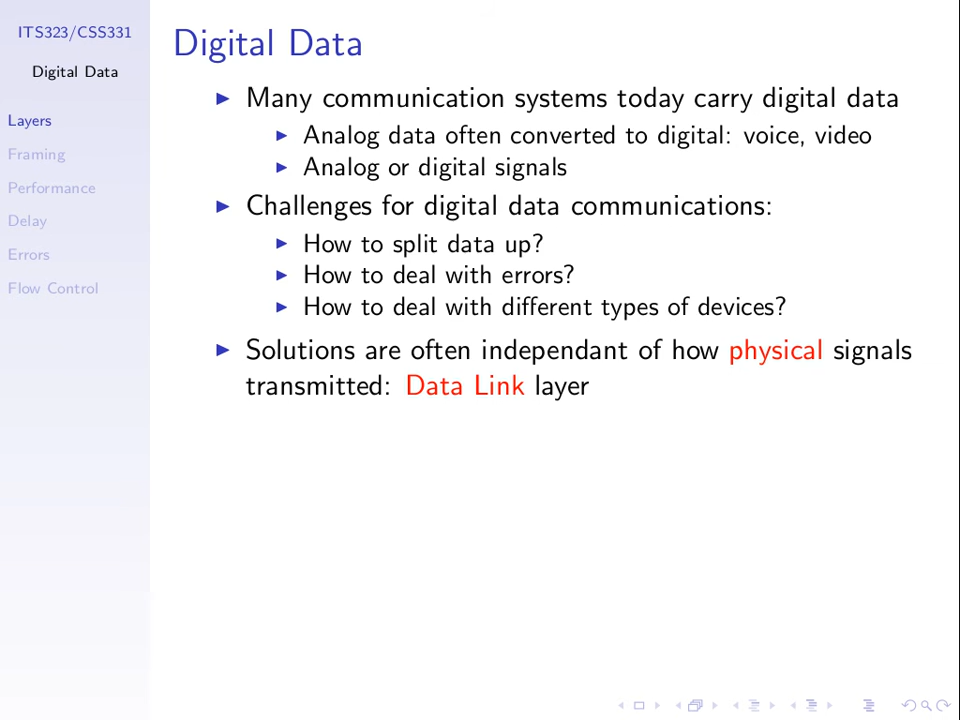 ITS323/CSS331
Digital Data
Layers
Framing
Performance
Delay
Errors
Flow Control
Digital Data
Many communication systems today carry digital data
Analog data often converted to digital: voice, video
Analog or digital signals
Challenges for digital data communications:
How to split data up?
How to deal with errors?
How to deal with different types of devices?
Solutions are often independant of how physical signals
transmitted: Data Link layer